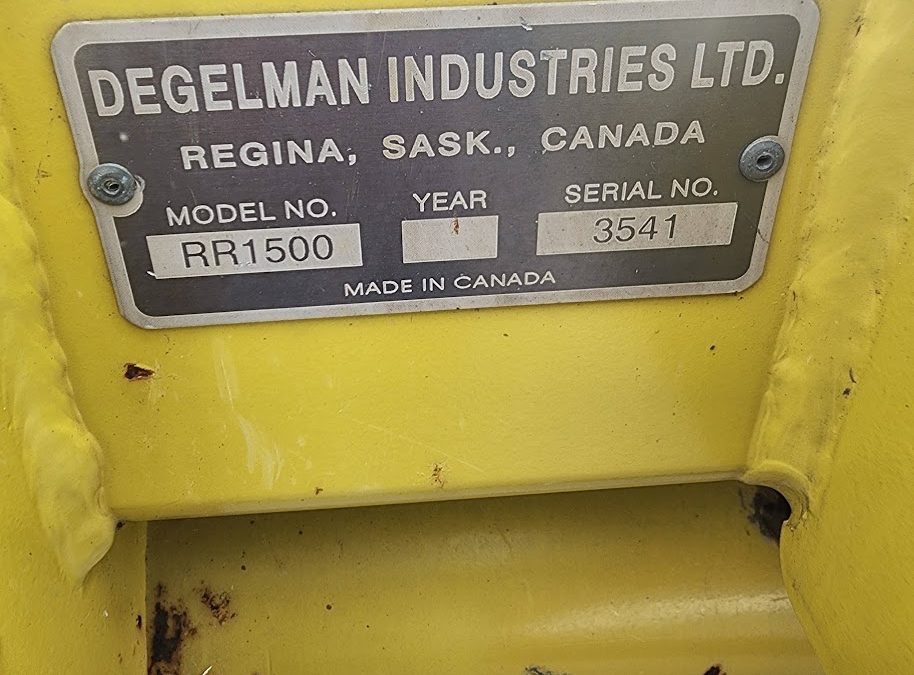 DEGELMAN INDUSTRIES LTD.
REGINA, SASK., CANADA
MODEL NO. YEAR SERIAL NO.
RR1500 3541
MADE IN CANADA